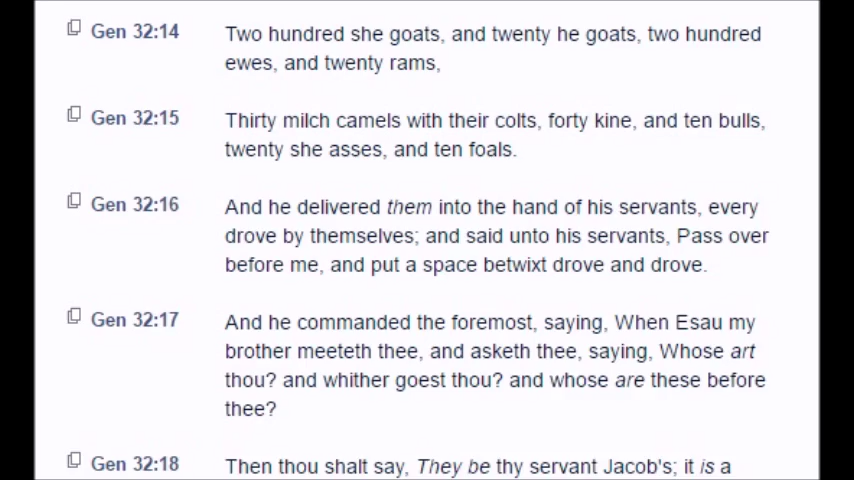 Gen 32:14 Two hundred she goats, and twenty he goats, two hundred
ewes, and twenty rams,
Gen 32:15 Thirty milch camels with their colts, forty kine, and ten bulls,
twenty she asses, and ten foals.
Gen 32:16 And he delivered them into the hand of his servants, every
drove by themselves; and said unto his servants, Pass over
before me, and put a space betwixt drove and drove.
Gen 32:17 And he commanded the foremost, saying, When Esau my
brother meeteth thee, and asketh thee, saying, Whose art
thou? and whither goest thou? and whose are these before
thee?
Gen 32:18 Then thou shalt say, They be thy servant Jacob's; it is a